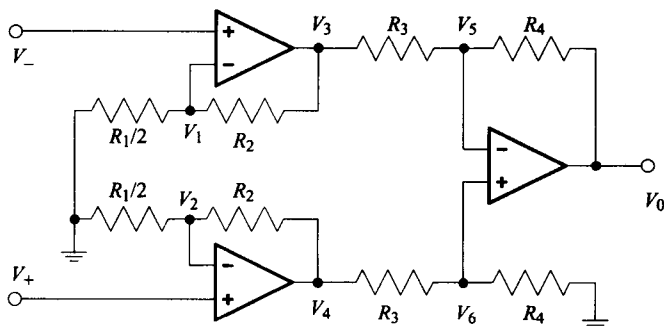 V₃ R₃ V₅ R₄
+
V₋
−
R₁/2 V₁ R₂
−
+
V₀
R₁/2 V₂ R₂
−
V₊
+
V₄ R₃ V₆ R₄